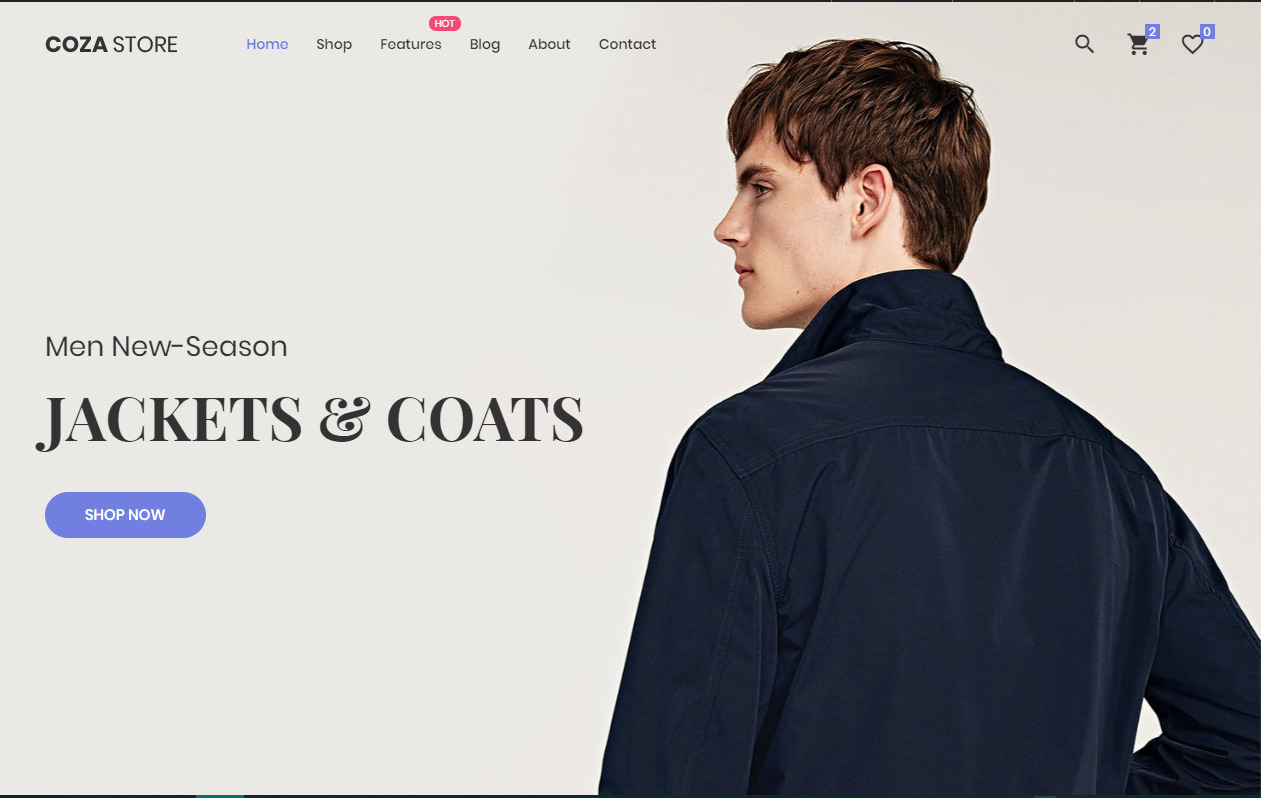 HOT
COZA STORE Home Shop Features Blog About Contact 2 0
Men New-Season
JACKETS & COATS
SHOP NOW